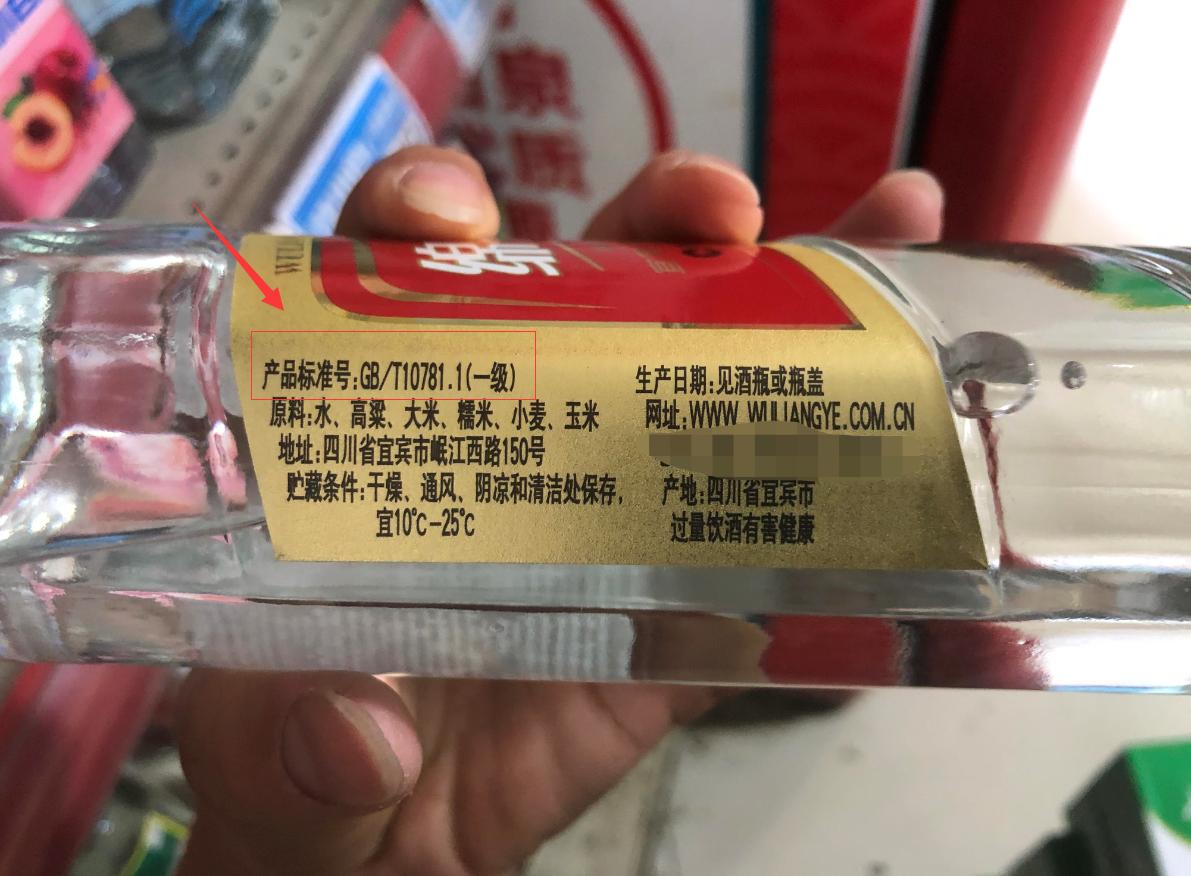 泉
质
WUL
产品标准号:GB/T10781.1(一级)
原料:水、高粱、大米、糯米、小麦、玉米
地址:四川省宜宾市岷江西路150号
贮藏条件:干燥、通风、阴凉和清洁处保存,
宜10℃-25℃
生产日期:见酒瓶或瓶盖
网址:WWW.WULIANGYE.COM.CN
产地:四川省宜宾市
过量饮酒有害健康